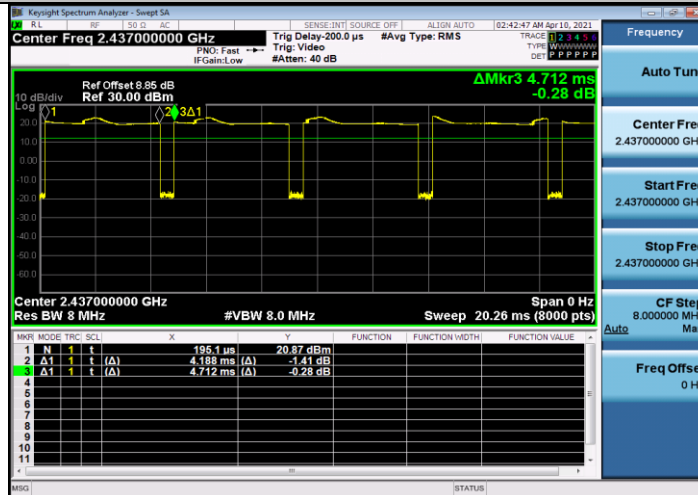 Keysight Spectrum Analyzer - Swept SA
RL RF 50 Ω AC SENSE:INT SOURCE OFF ALIGN AUTO 02:42:47 AM Apr 10, 2021
Center Freq 2.437000000 GHz
PNO: Fast
IFGain:Low
Trig Delay-200.0 µs
Trig: Video
#Atten: 40 dB
#Avg Type: RMS
TRACE 1 2 3 4 5 6
TYPE WWWWWW
DET P P P P P P
Ref Offset 8.85 dB
10 dB/div Ref 30.00 dBm
Log
ΔMkr3 4.712 ms
-0.28 dB
1 2 3Δ1
20.0
10.0
0.00
-10.0
-20.0
-30.0
-40.0
-50.0
-60.0
Center 2.437000000 GHz Span 0 Hz
Res BW 8 MHz #VBW 8.0 MHz Sweep 20.26 ms (8000 pts)
MKR MODE TRC SCL X Y FUNCTION FUNCTION WIDTH FUNCTION VALUE
1 N 1 t 195.1 µs 20.87 dBm
2 Δ1 1 t (Δ) 4.188 ms (Δ) -1.41 dB
3 Δ1 1 t (Δ) 4.712 ms (Δ) -0.28 dB
4
5
6
7
8
9
10
11
MSG STATUS
Frequency
Auto Tun
Center Fre
2.437000000 GH
Start Fre
2.437000000 GH
Stop Fre
2.437000000 GH
CF Ste
8.000000 MH
Auto Ma
Freq Offse
0 H